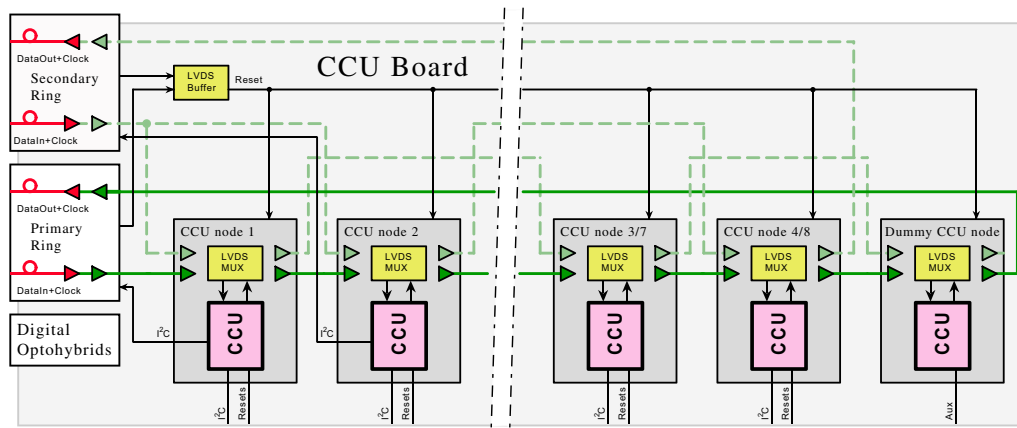 DataOut+Clock
Secondary
Ring
DataIn+Clock
LVDS
Buffer
Reset
CCU Board
DataOut+Clock
Primary
Ring
DataIn+Clock
Digital
Optohybrids
I²C
I²C
CCU node 1
LVDS
MUX
CCU
I²C
Resets
CCU node 2
LVDS
MUX
CCU
I²C
Resets
CCU node 3/7
LVDS
MUX
CCU
I²C
Resets
CCU node 4/8
LVDS
MUX
CCU
I²C
Resets
Dummy CCU node
LVDS
MUX
CCU
Aux